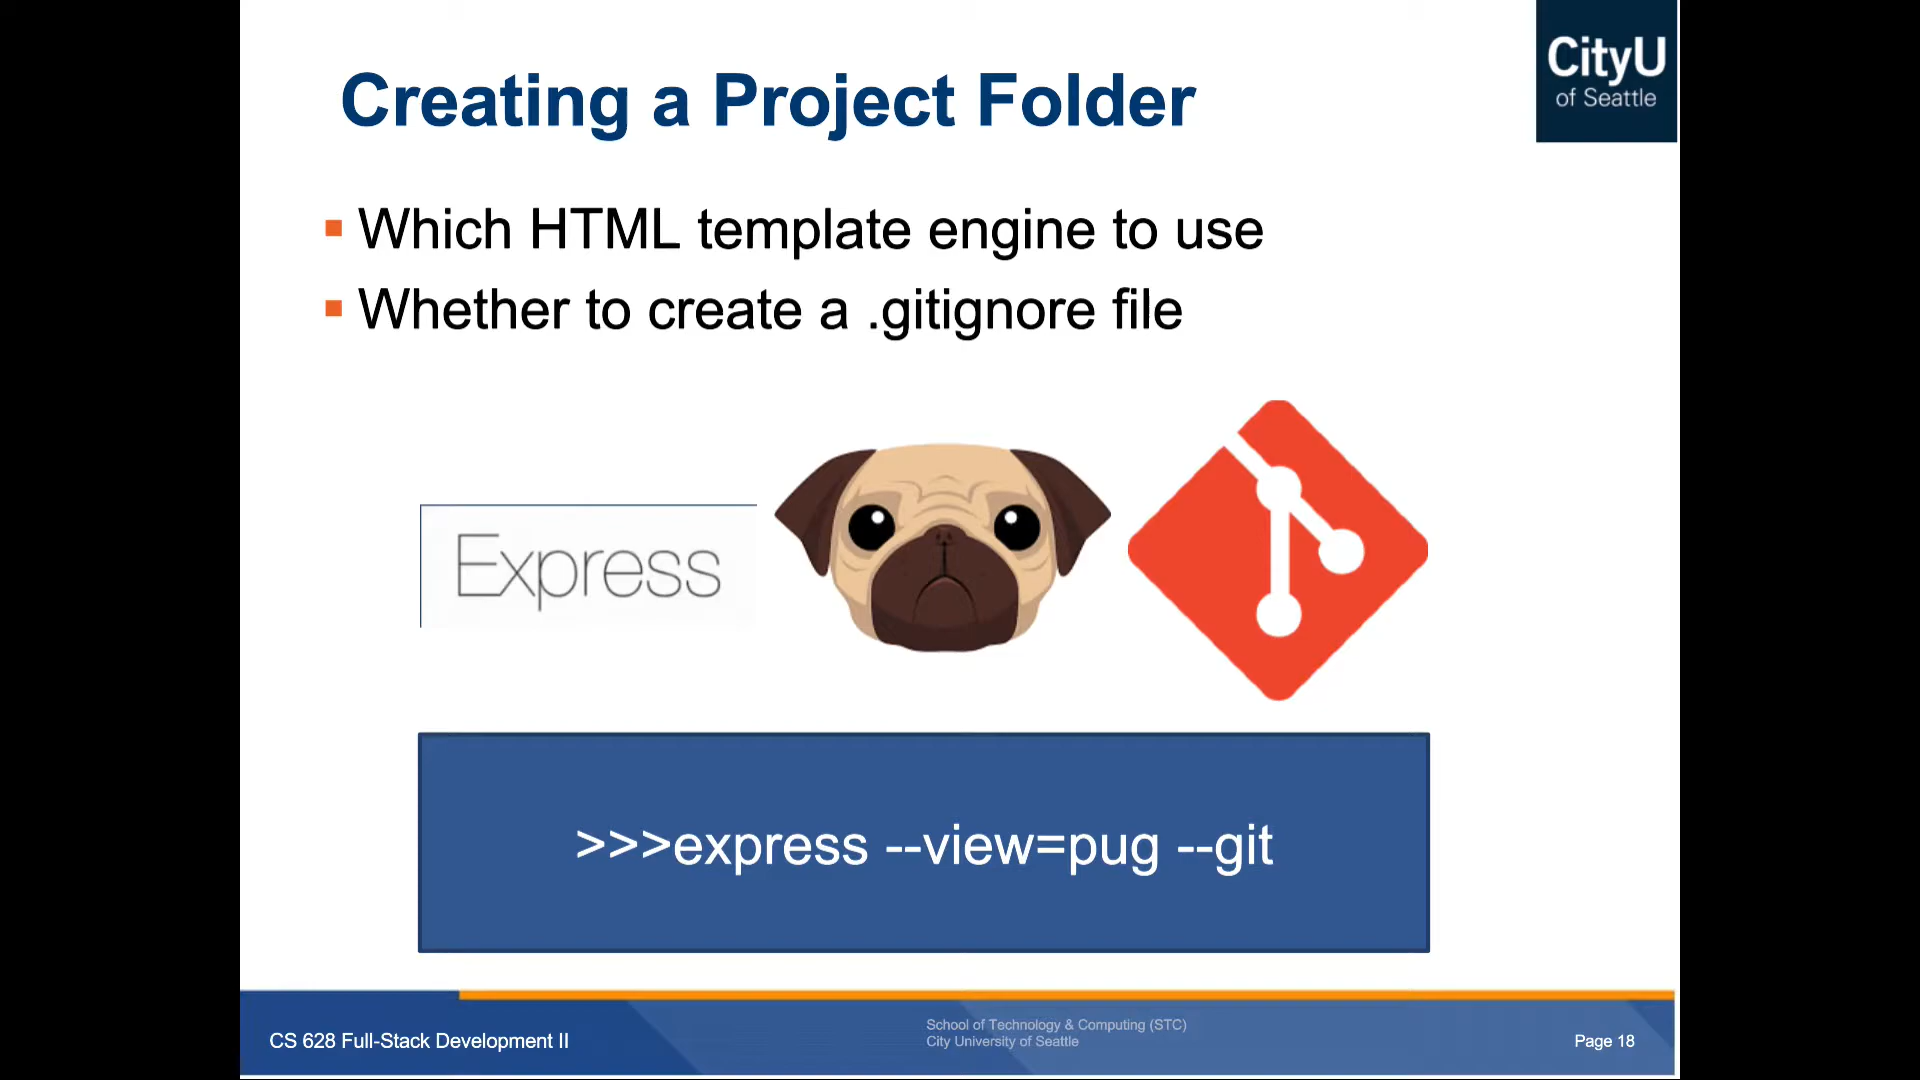 CityU
of Seattle
Creating a Project Folder
Which HTML template engine to use
Whether to create a .gitignore file
Express
>>>express --view=pug --git
CS 628 Full-Stack Development II
School of Technology & Computing (STC)
City University of Seattle
Page 18